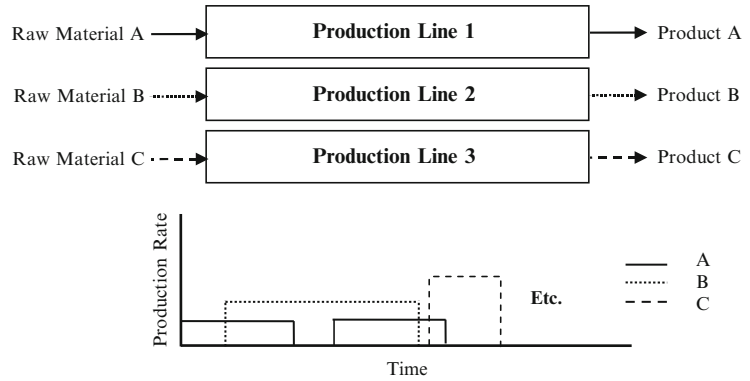 Raw Material A Production Line 1 Product A
Raw Material B Production Line 2 Product B
Raw Material C Production Line 3 Product C
Production Rate
A
B
Etc.
C
Time